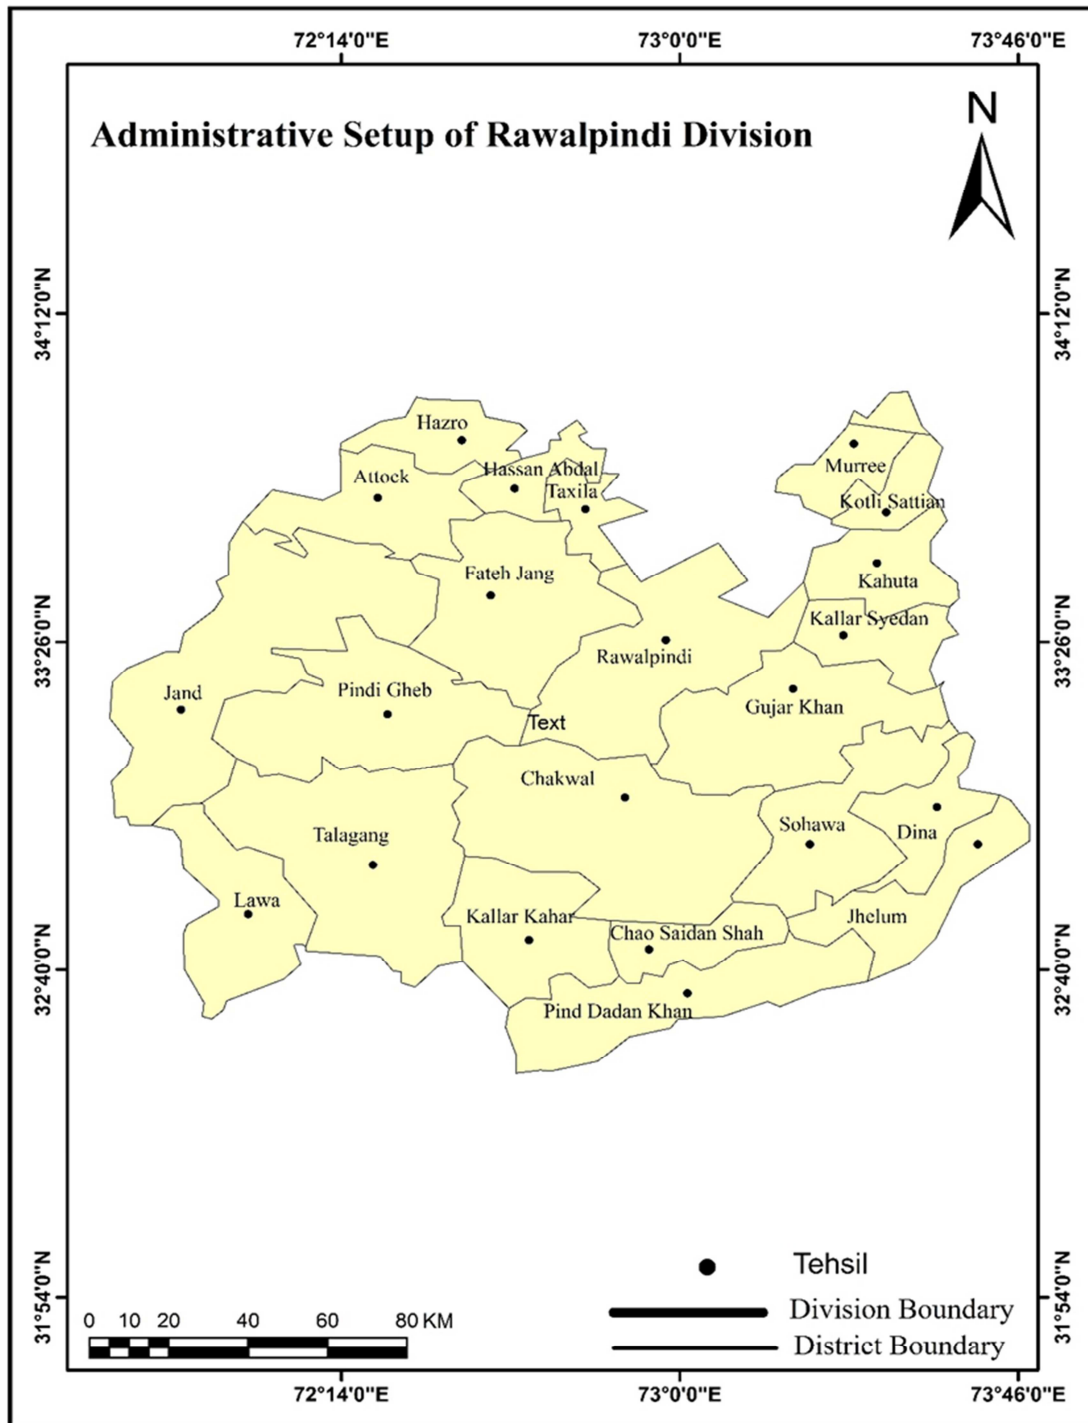 72°14'0"E 73°0'0"E 73°46'0"E
Administrative Setup of Rawalpindi Division
N
34°12'0"N 34°12'0"N
Hazro
Murree
Hassan Abdal
Attock
Taxila
Kotli Sattian
Fateh Jang
Kahuta
Kallar Syedan
33°26'0"N 33°26'0"N
Rawalpindi
Jand
Pindi Gheb
Gujar Khan
Text
Chakwal
Talagang
Sohawa
Dina
Lawa
Kallar Kahar
Jhelum
Chao Saidan Shah
32°40'0"N 32°40'0"N
Pind Dadan Khan
Tehsil
Division Boundary
District Boundary
31°54'0"N 31°54'0"N
0 10 20 40 60 80 KM
72°14'0"E 73°0'0"E 73°46'0"E